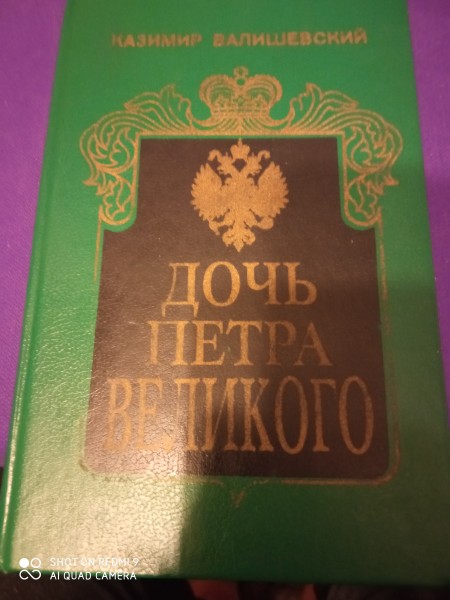 КАЗИМИР ВАЛИШЕВСКИЙ
ДОЧЬ
ПЕТРА
ВЕЛИКОГО
SHOT ON REDMI 9
AI QUAD CAMERA